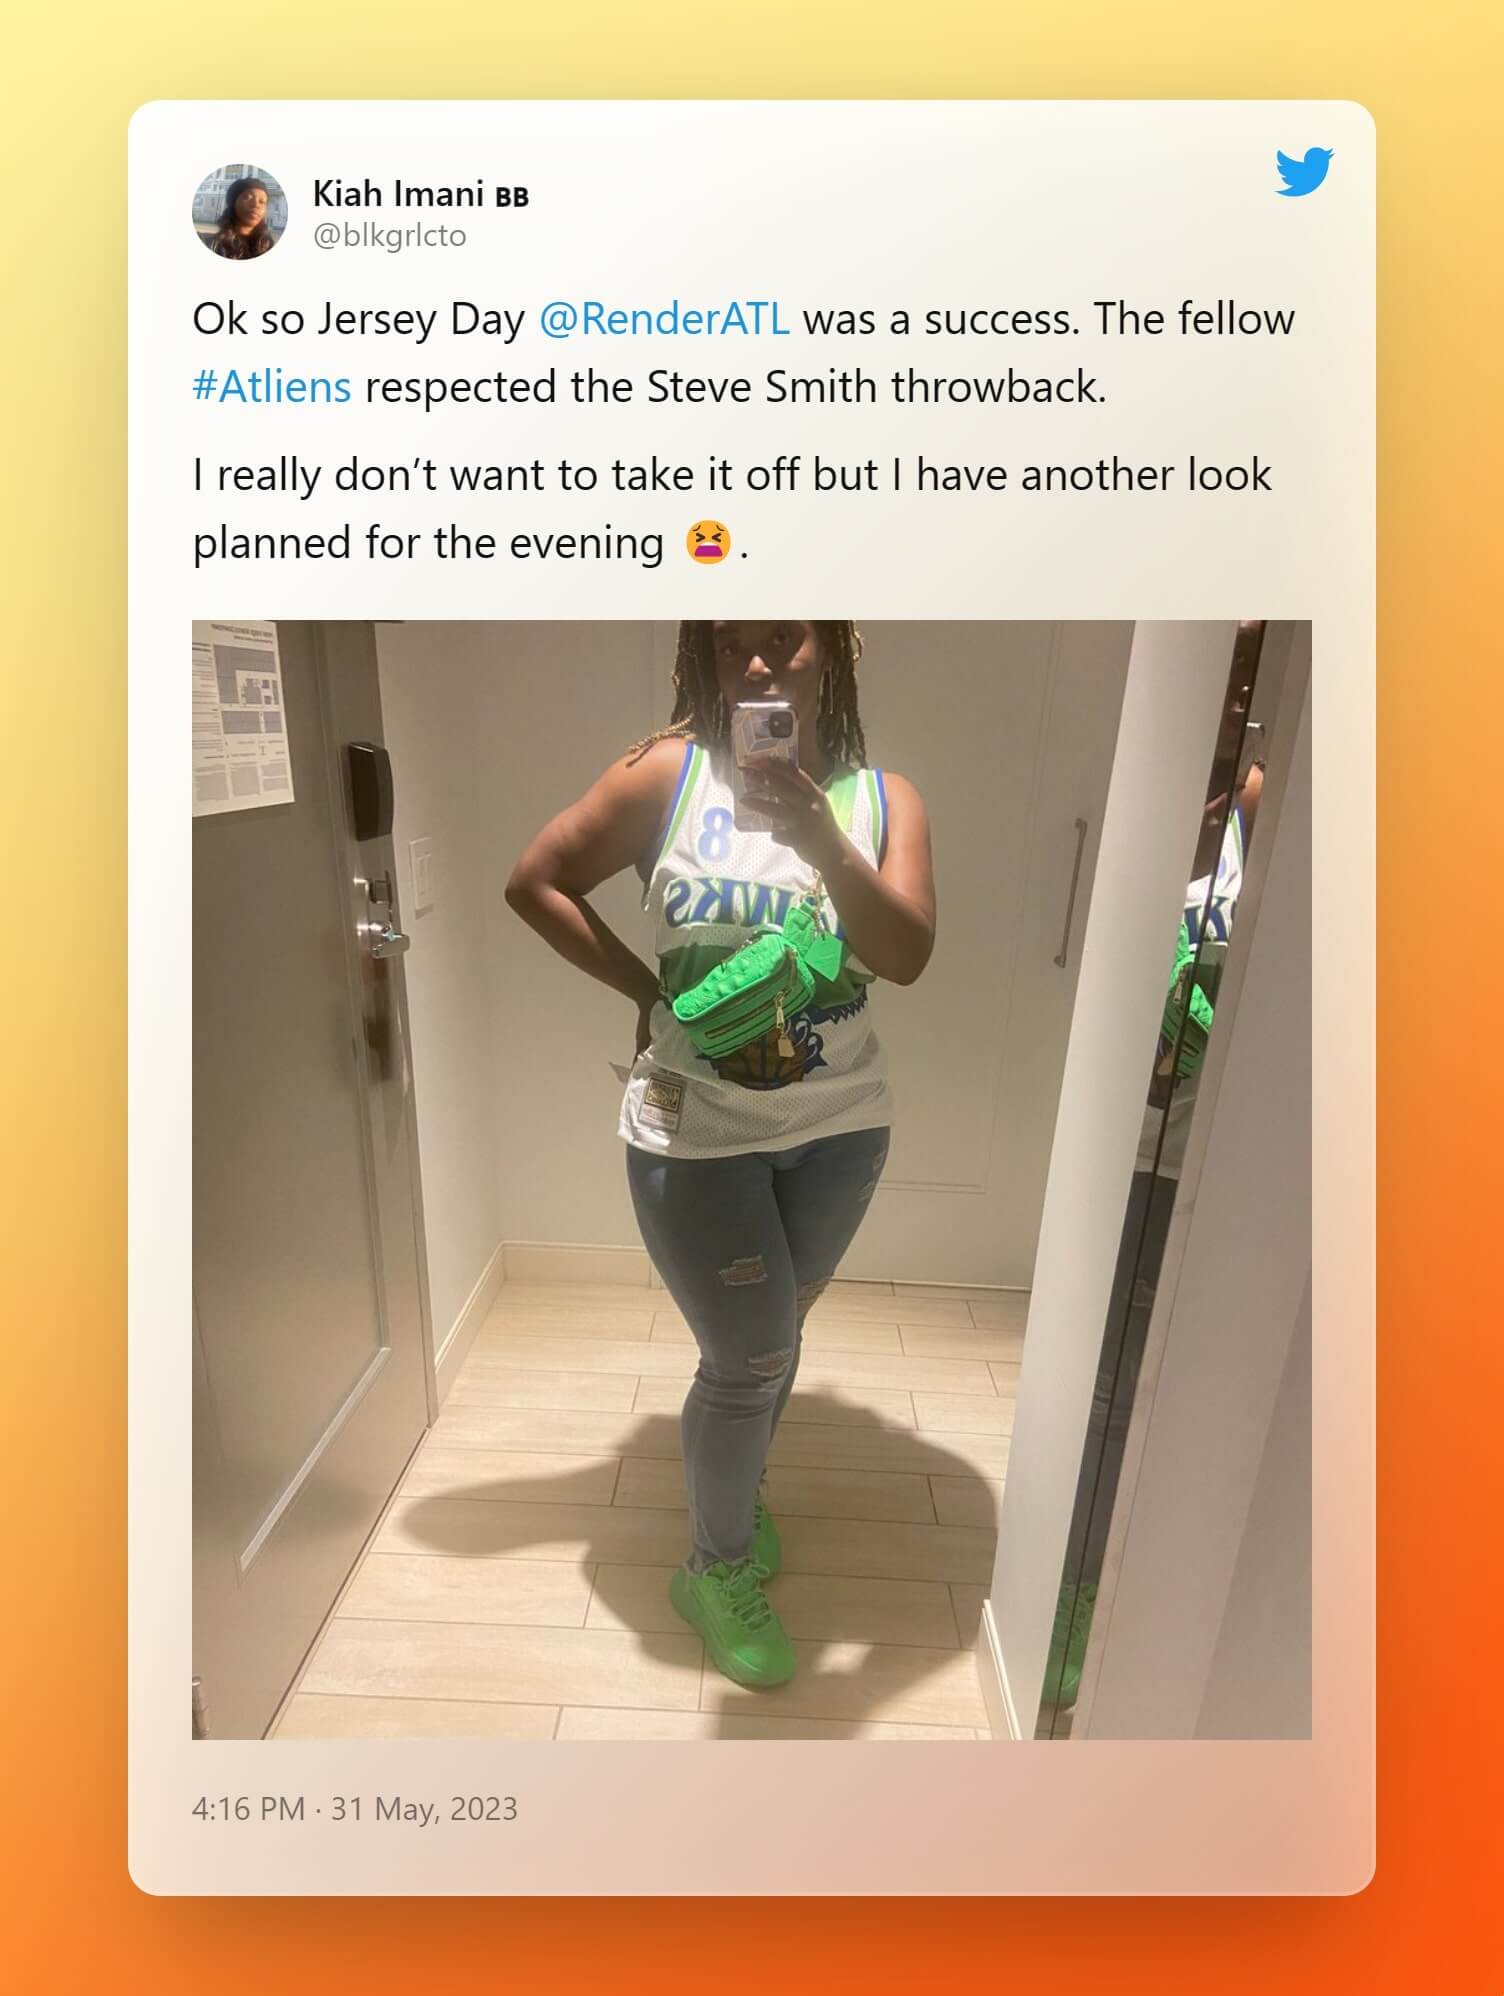 Kiah Imani BB
@blkgrlcto
Ok so Jersey Day @RenderATL was a success. The fellow
#Atliens respected the Steve Smith throwback.
I really don’t want to take it off but I have another look
planned for the evening 😫.
8
4:16 PM · 31 May, 2023